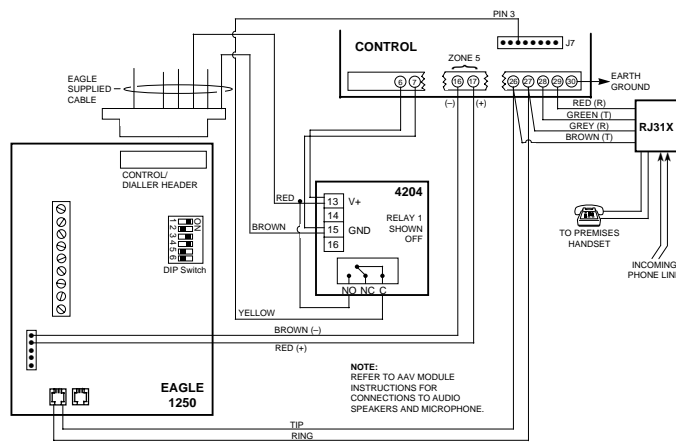 PIN 3
CONTROL
J7
ZONE 5
6 7 16 17 26 27 28 29 30
(–) (+)
EARTH
GROUND
EAGLE
SUPPLIED
CABLE
RED (R)
GREEN (T)
GREY (R)
BROWN (T)
RJ31X
CONTROL/
DIALLER HEADER
RED
BROWN
4204
13 V+
14
15 GND
16
RELAY 1
SHOWN
OFF
NO NC C
ON
1 2 3 4 5 6
DIP Switch
TO PREMISES
HANDSET
INCOMING
PHONE LINE
YELLOW
BROWN (–)
RED (+)
NOTE:
REFER TO AAV MODULE
INSTRUCTIONS FOR
CONNECTIONS TO AUDIO
SPEAKERS AND MICROPHONE.
EAGLE
1250
TIP
RING